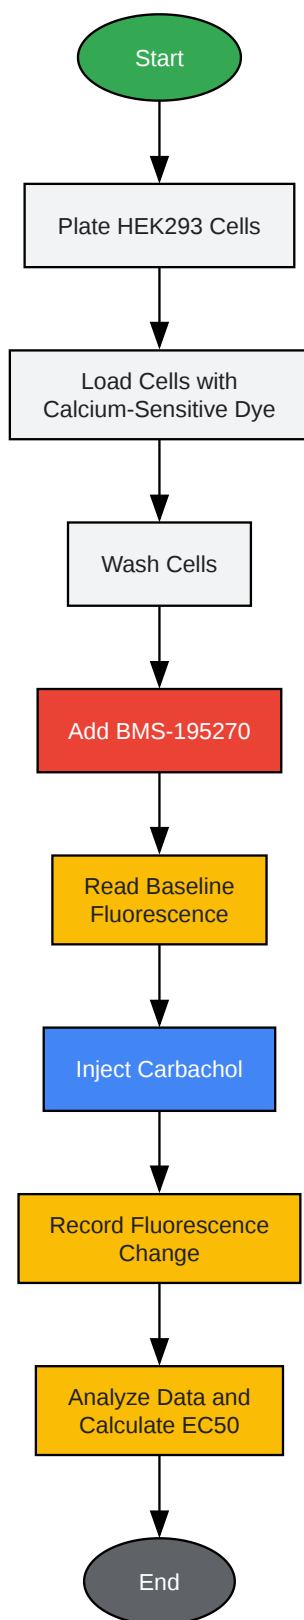 Start
Plate HEK293 Cells
Load Cells with
Calcium-Sensitive Dye
Wash Cells
Add BMS-195270
Read Baseline
Fluorescence
Inject Carbachol
Record Fluorescence
Change
Analyze Data and
Calculate EC50
End